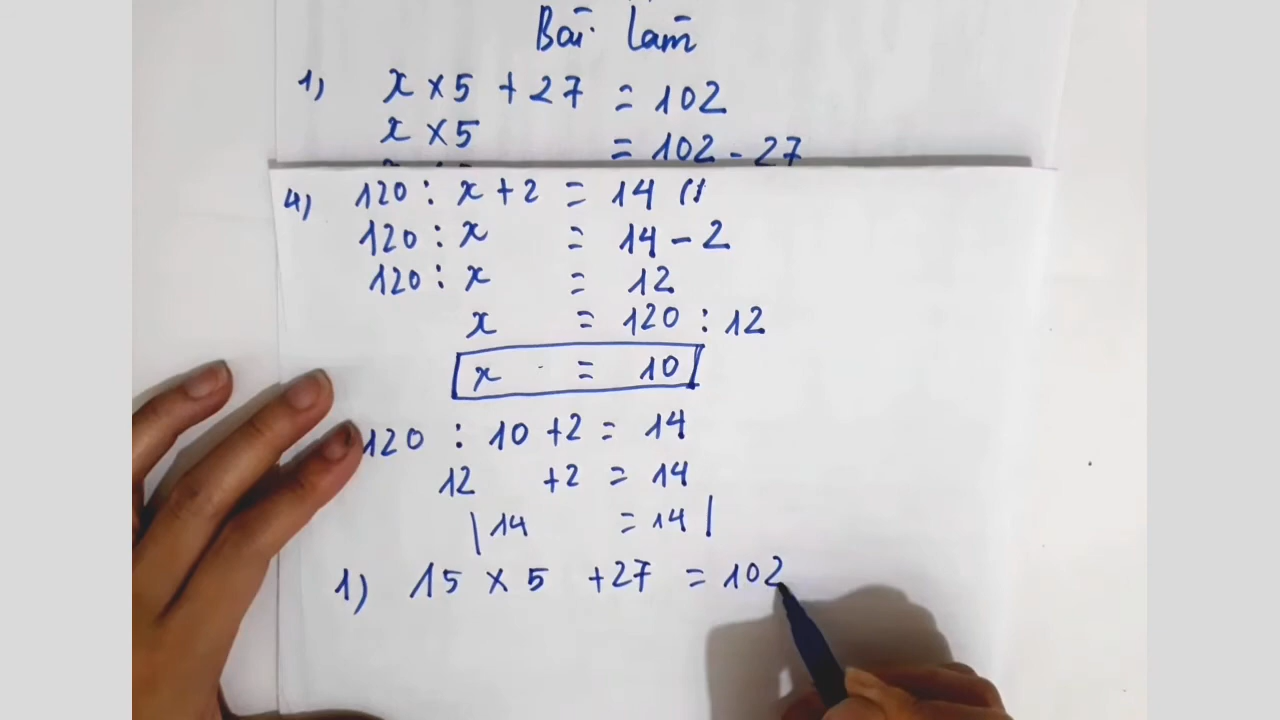 Bài làm
1) x × 5 + 27 = 102
x × 5 = 102 - 27
4) 120 : x + 2 = 14
120 : x = 14 - 2
120 : x = 12
x = 120 : 12
x = 10
120 : 10 + 2 = 14
12 + 2 = 14
|14 = 14|
1) 15 × 5 + 27 = 102